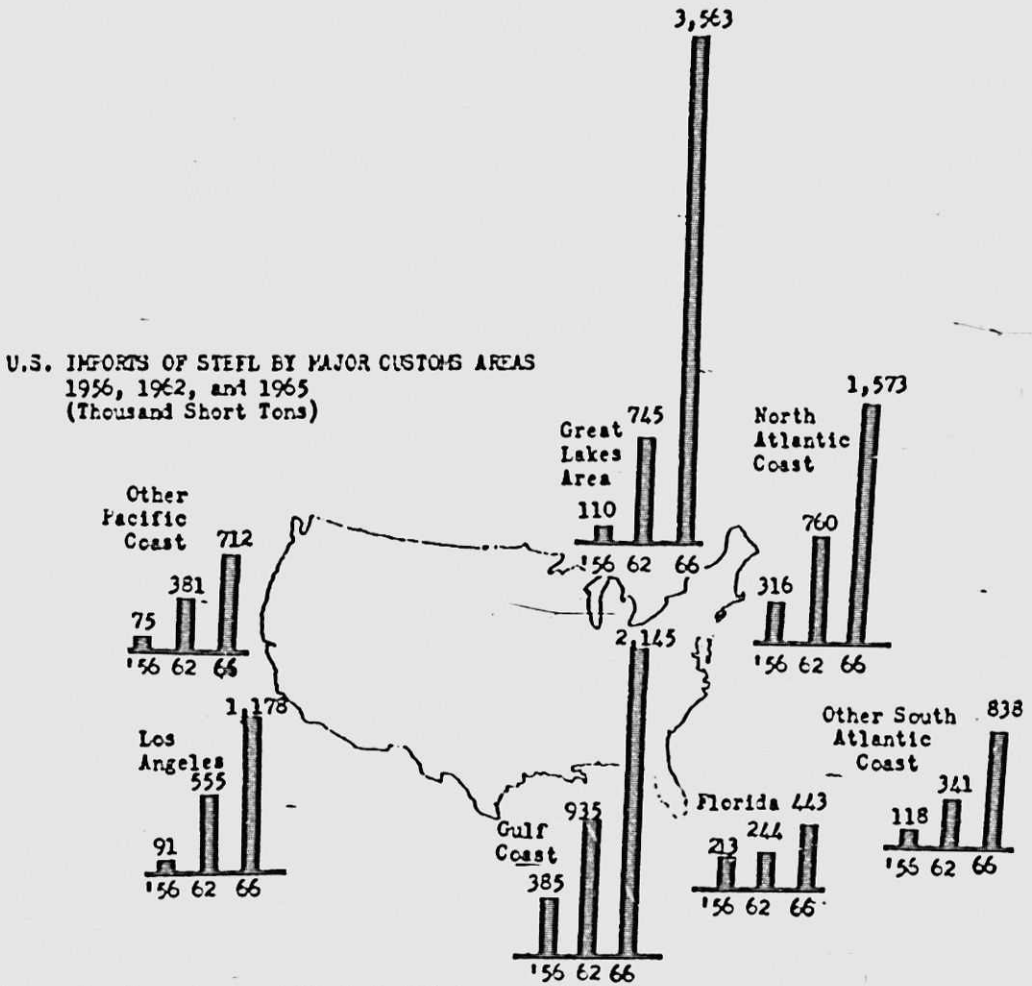 U.S. IMPORTS OF STEEL BY MAJOR CUSTOMS AREAS
1956, 1962, and 1965
(Thousand Short Tons)
3,563
745
Great
Lakes
Area
110
'56 62 66
1,573
North
Atlantic
Coast
760
316
'56 62 66
Other
Pacific
Coast
712
381
75
'56 62 66
1,178
Los
Angeles
555
91
'56 62 66
2,145
935
Gulf
Coast
385
'56 62 66
Florida 443
244
213
'56 62 66
838
Other South
Atlantic
Coast
341
118
'56 62 66